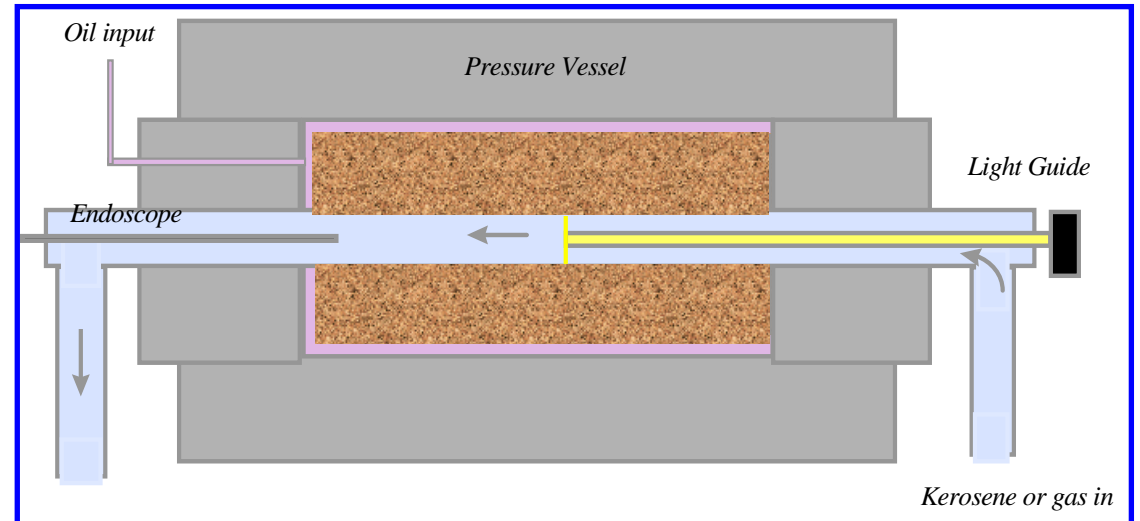 Oil input
Pressure Vessel
Light Guide
Endoscope
Kerosene or gas in